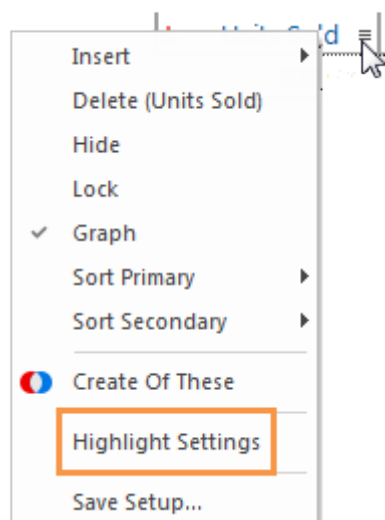 Units Sold
Insert
Delete (Units Sold)
Hide
Lock
Graph
Sort Primary
Sort Secondary
Create Of These
Highlight Settings
Save Setup...